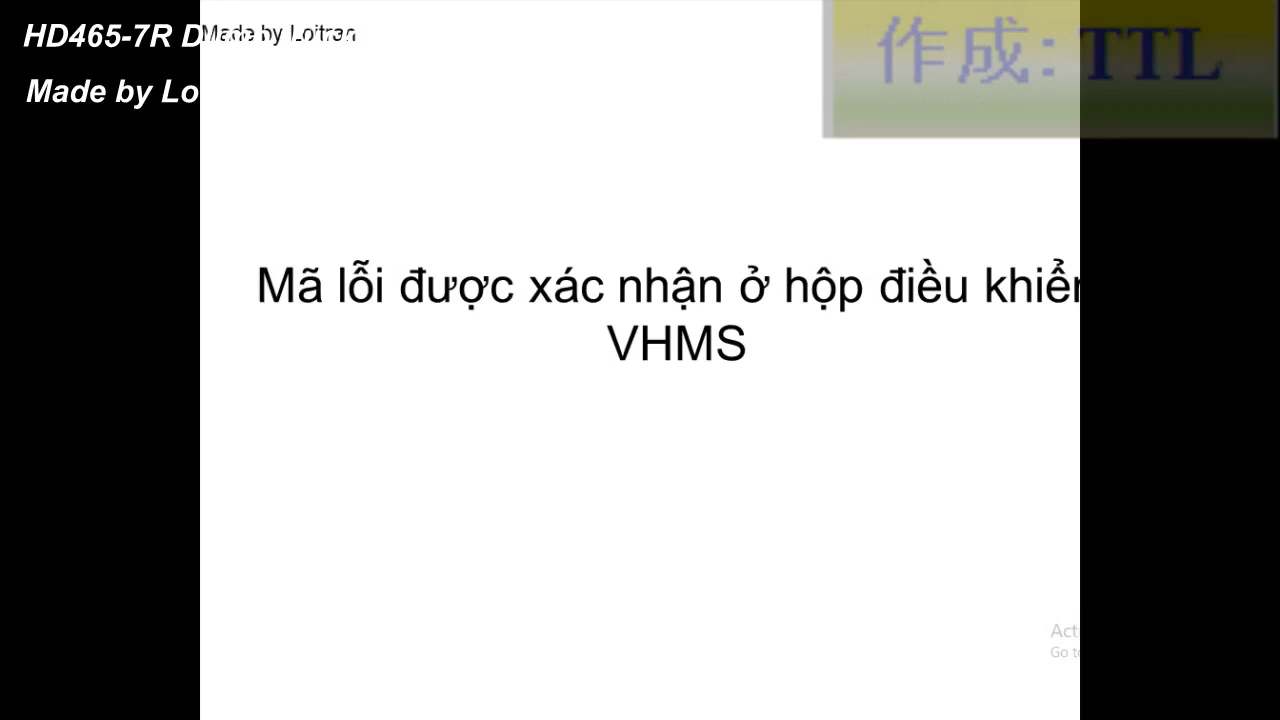 HD465-7R D
Made by Loitran
Made by Lo
作成: TTL
Mã lỗi được xác nhận ở hộp điều khiển
VHMS
Act
Go to